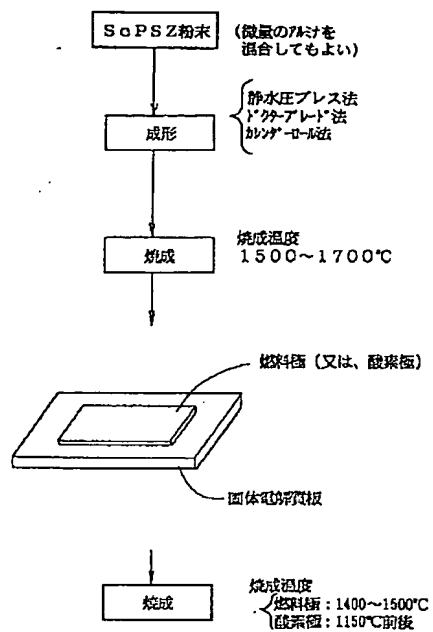 ScPSZ粉末
(微量のアルミナを
混合してもよい)
静水圧プレス法
ドクターブレード法
カレンダーロール法
成形
焼成温度
1500~1700℃
焼成
燃料極(又は、酸素極)
固体電解質板
焼成温度
燃料極:1400~1500℃
酸素極:1150℃前後
焼成